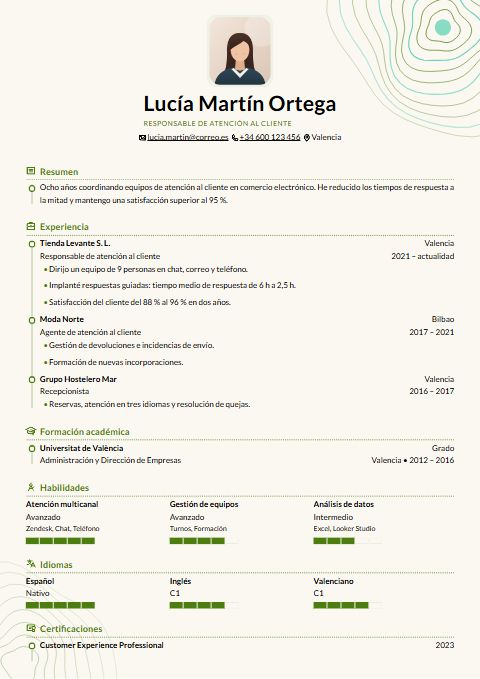 Lucía Martín Ortega
RESPONSABLE DE ATENCIÓN AL CLIENTE
lucia.martin@correo.es +34 600 123 456 Valencia
Resumen
Ocho años coordinando equipos de atención al cliente en comercio electrónico. He reducido los tiempos de respuesta a
la mitad y mantengo una satisfacción superior al 95 %.
Experiencia
Tienda Levante S. L. Valencia
Responsable de atención al cliente 2021 – actualidad
• Dirijo un equipo de 9 personas en chat, correo y teléfono.
• Implanté respuestas guiadas: tiempo medio de respuesta de 6 h a 2,5 h.
• Satisfacción del cliente del 88 % al 96 % en dos años.
Moda Norte Bilbao
Agente de atención al cliente 2017 – 2021
• Gestión de devoluciones e incidencias de envío.
• Formación de nuevas incorporaciones.
Grupo Hostelero Mar Valencia
Recepcionista 2016 – 2017
• Reservas, atención en tres idiomas y resolución de quejas.
Formación académica
Universitat de València Grado
Administración y Dirección de Empresas Valencia • 2012 – 2016
Habilidades
Atención multicanal Gestión de equipos Análisis de datos
Avanzado Avanzado Intermedio
Zendesk, Chat, Teléfono Turnos, Formación Excel, Looker Studio
Idiomas
Español Inglés Valenciano
Nativo C1 C1
Certificaciones
Customer Experience Professional 2023